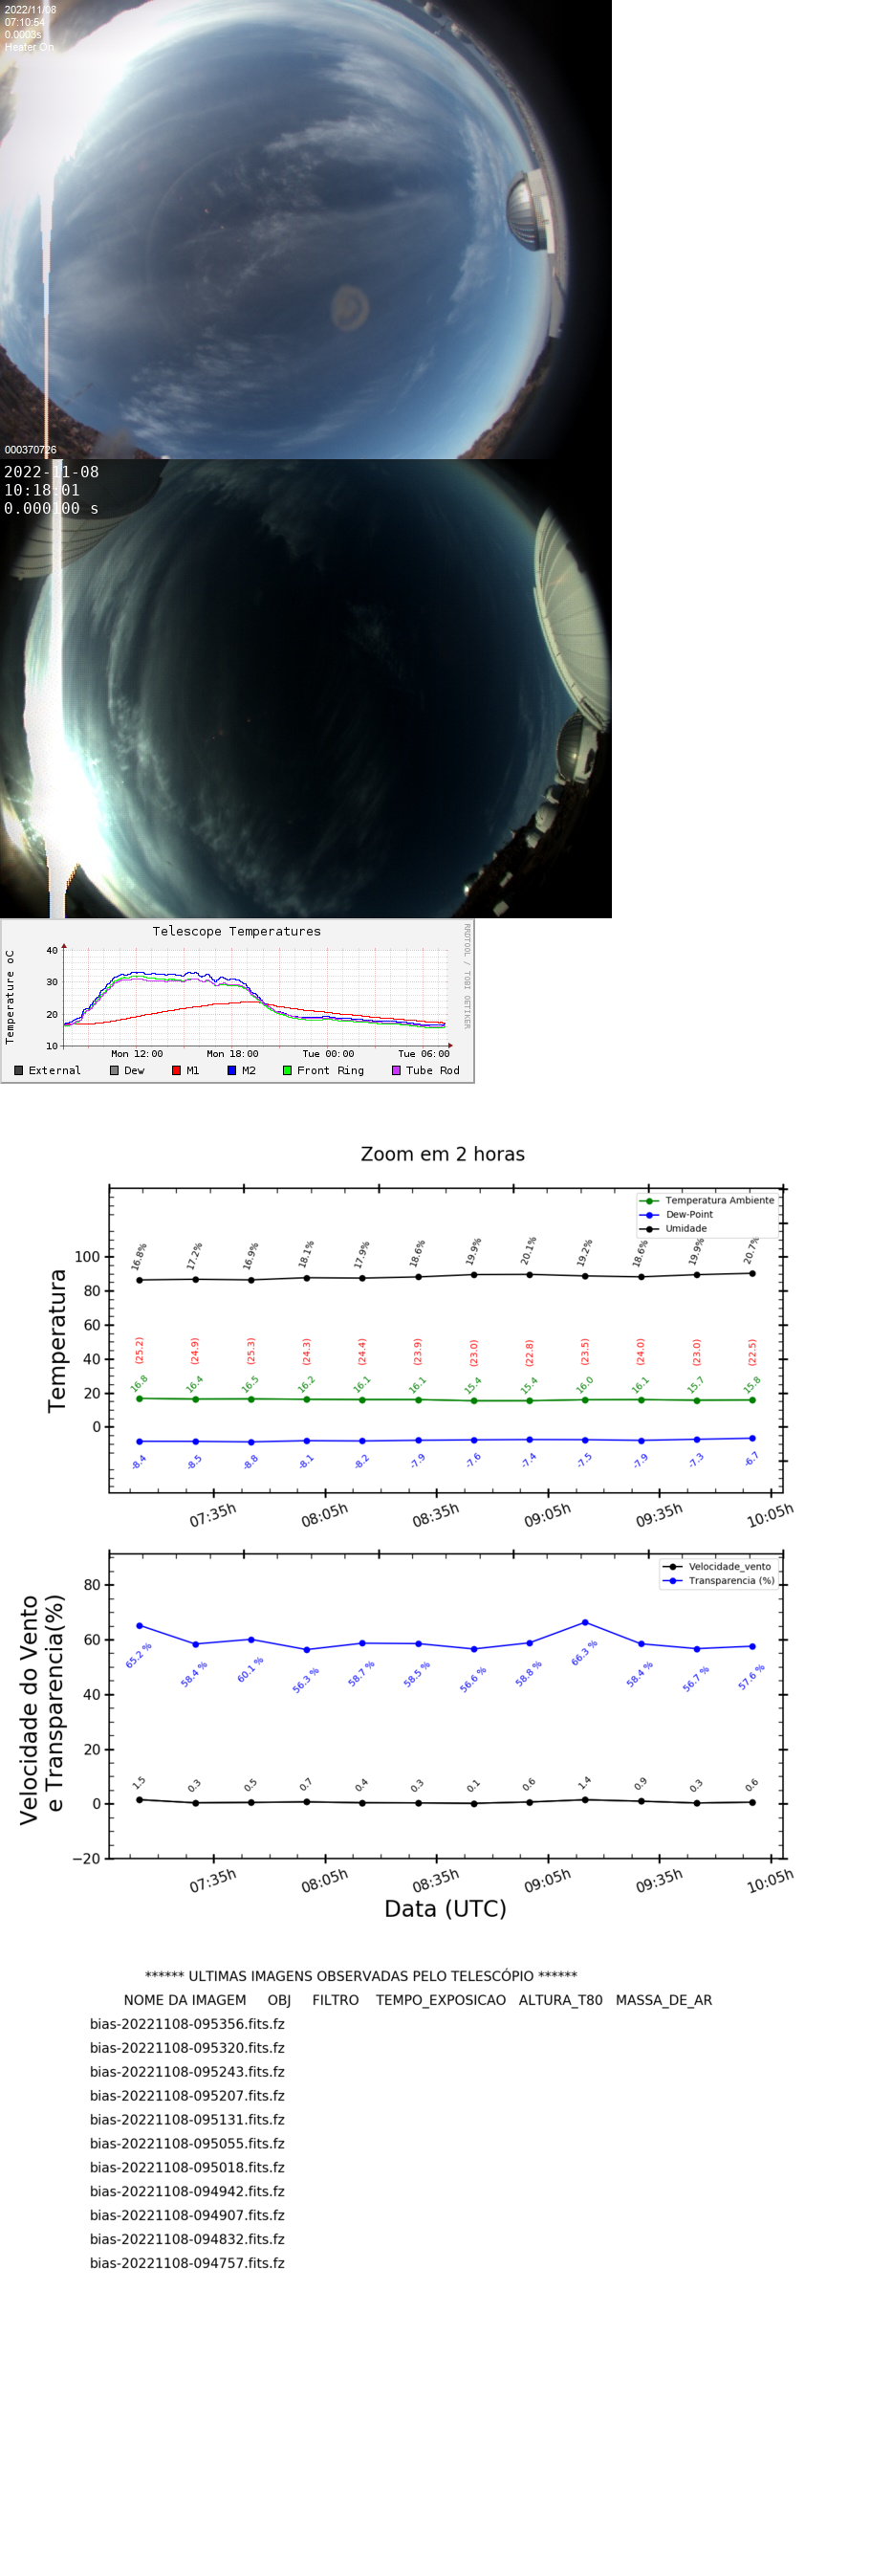 2022/11/08
07:10:54
0.0003s
Heater On
000370726
2022-11-08
10:18:01
0.000100 s
Telescope Temperatures
Temperature oC
40
30
20
10
Mon 12:00 Mon 18:00 Tue 00:00 Tue 06:00
External Dew M1 M2 Front Ring Tube Rod
RRDTOOL / TOBI OETIKER
Zoom em 2 horas
Temperatura Ambiente
Dew-Point
Umidade
Temperatura
100
80
60
40
20
0
16.8% 17.2% 16.9% 18.1% 17.9% 18.6% 19.9% 20.1% 19.2% 18.6% 19.9% 20.7%
(25.2) (24.9) (25.3) (24.3) (24.4) (23.9) (23.0) (22.8) (23.5) (24.0) (23.0) (22.5)
16.8 16.4 16.5 16.2 16.1 16.1 15.4 15.4 16.0 16.1 15.7 15.8
-8.4 -8.5 -8.8 -8.1 -8.2 -7.9 -7.6 -7.4 -7.5 -7.9 -7.3 -6.7
07:35h 08:05h 08:35h 09:05h 09:35h 10:05h
Velocidade_vento
Transparencia (%)
Velocidade do Vento
e Transparencia(%)
80
60
40
20
0
−20
65.2 % 58.4 % 60.1 % 56.3 % 58.7 % 58.5 % 56.6 % 58.8 % 66.3 % 58.4 % 56.7 % 57.6 %
1.5 0.3 0.5 0.7 0.4 0.3 0.1 0.6 1.4 0.9 0.3 0.6
07:35h 08:05h 08:35h 09:05h 09:35h 10:05h
Data (UTC)
****** ULTIMAS IMAGENS OBSERVADAS PELO TELESCÓPIO ******
NOME DA IMAGEM OBJ FILTRO TEMPO_EXPOSICAO ALTURA_T80 MASSA_DE_AR
bias-20221108-095356.fits.fz
bias-20221108-095320.fits.fz
bias-20221108-095243.fits.fz
bias-20221108-095207.fits.fz
bias-20221108-095131.fits.fz
bias-20221108-095055.fits.fz
bias-20221108-095018.fits.fz
bias-20221108-094942.fits.fz
bias-20221108-094907.fits.fz
bias-20221108-094832.fits.fz
bias-20221108-094757.fits.fz